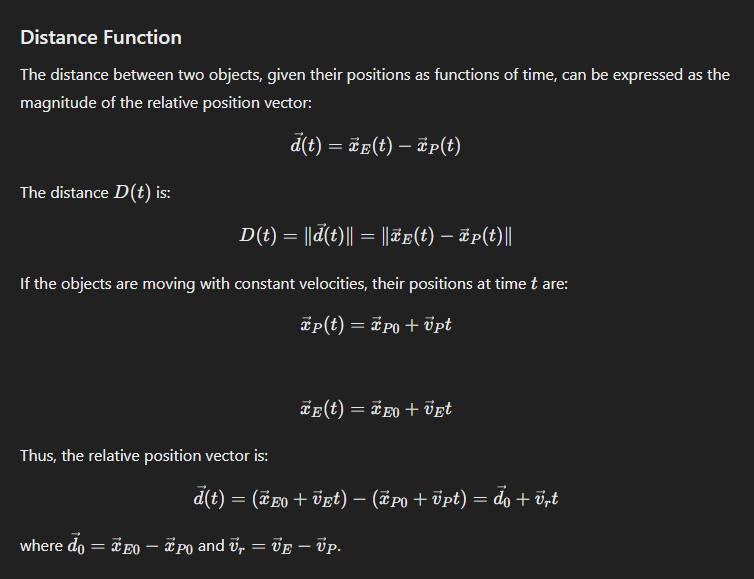 Distance Function
The distance between two objects, given their positions as functions of time, can be expressed as the
magnitude of the relative position vector:
$\vec{d}(t) = \vec{x}_E(t) - \vec{x}_P(t)$
The distance $D(t)$ is:
$D(t) = \|\vec{d}(t)\| = \|\vec{x}_E(t) - \vec{x}_P(t)\|$
If the objects are moving with constant velocities, their positions at time $t$ are:
$\vec{x}_P(t) = \vec{x}_{P0} + \vec{v}_P t$
$\vec{x}_E(t) = \vec{x}_{E0} + \vec{v}_E t$
Thus, the relative position vector is:
$\vec{d}(t) = (\vec{x}_{E0} + \vec{v}_E t) - (\vec{x}_{P0} + \vec{v}_P t) = \vec{d}_0 + \vec{v}_r t$
where $\vec{d}_0 = \vec{x}_{E0} - \vec{x}_{P0}$ and $\vec{v}_r = \vec{v}_E - \vec{v}_P$.